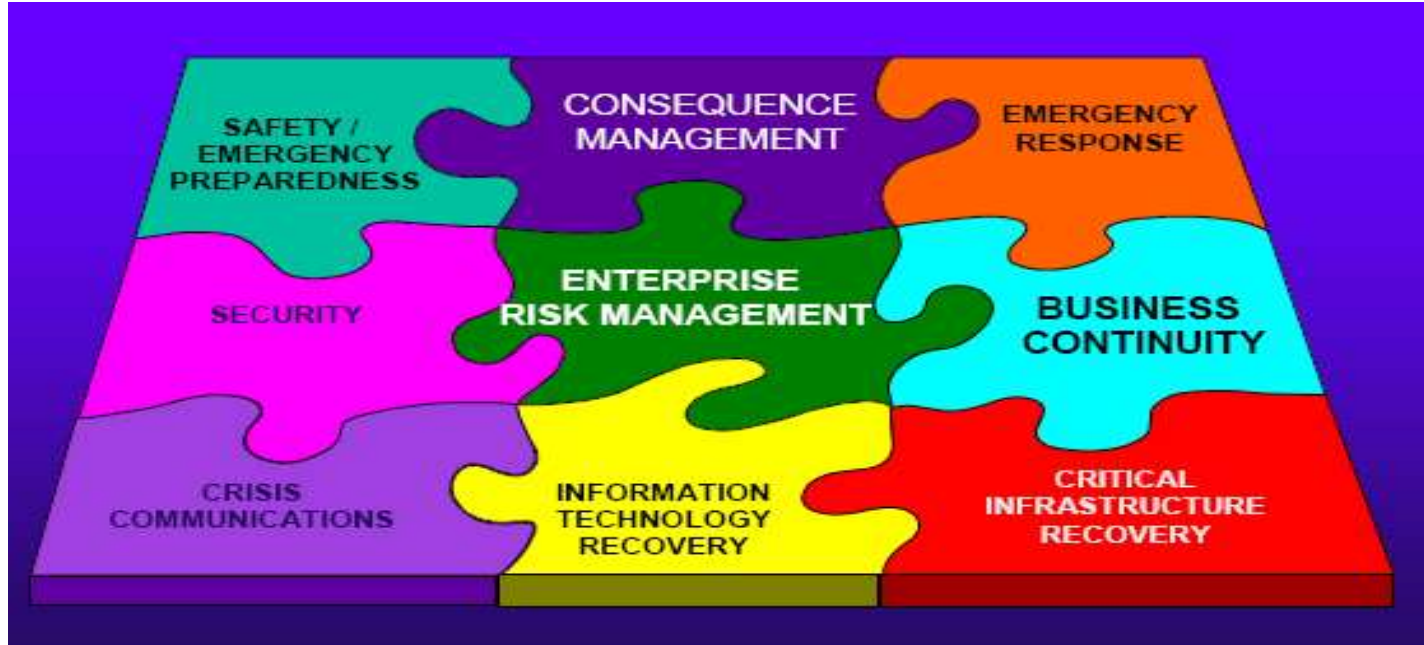 SAFETY /
EMERGENCY
PREPAREDNESS
CONSEQUENCE
MANAGEMENT
EMERGENCY
RESPONSE
SECURITY
ENTERPRISE
RISK MANAGEMENT
BUSINESS
CONTINUITY
CRISIS
COMMUNICATIONS
INFORMATION
TECHNOLOGY
RECOVERY
CRITICAL
INFRASTRUCTURE
RECOVERY